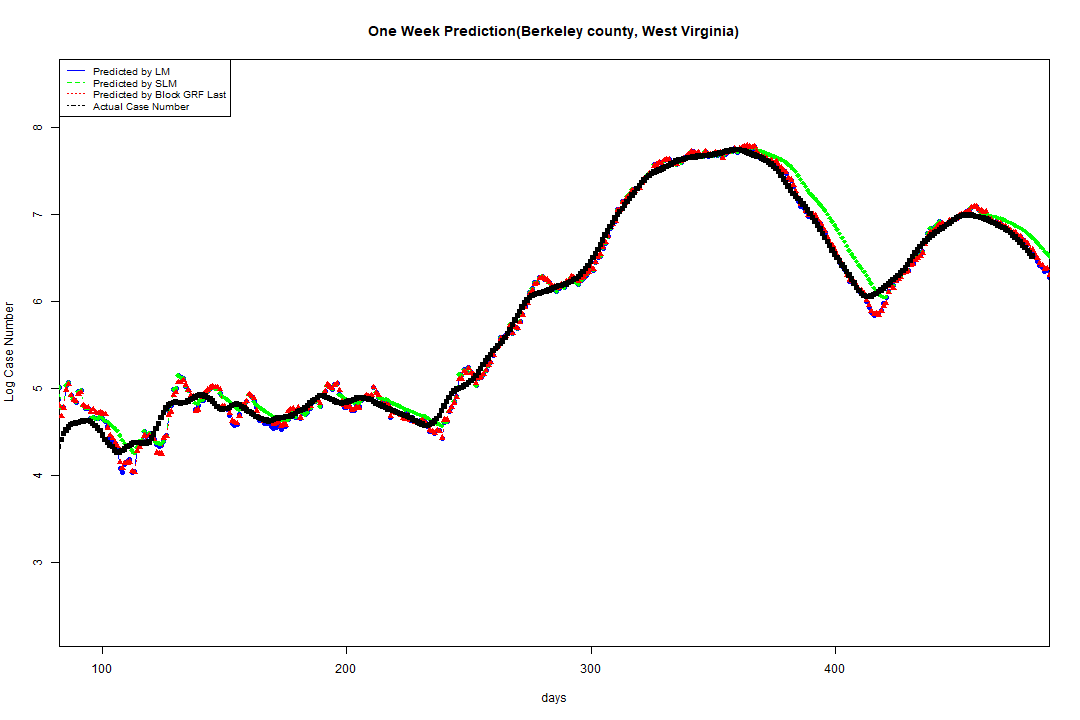 One Week Prediction(Berkeley county, West Virginia)
Predicted by LM
Predicted by SLM
Predicted by Block GRF Last
Actual Case Number
8
7
6
5
4
3
Log Case Number
100 200 300 400
days